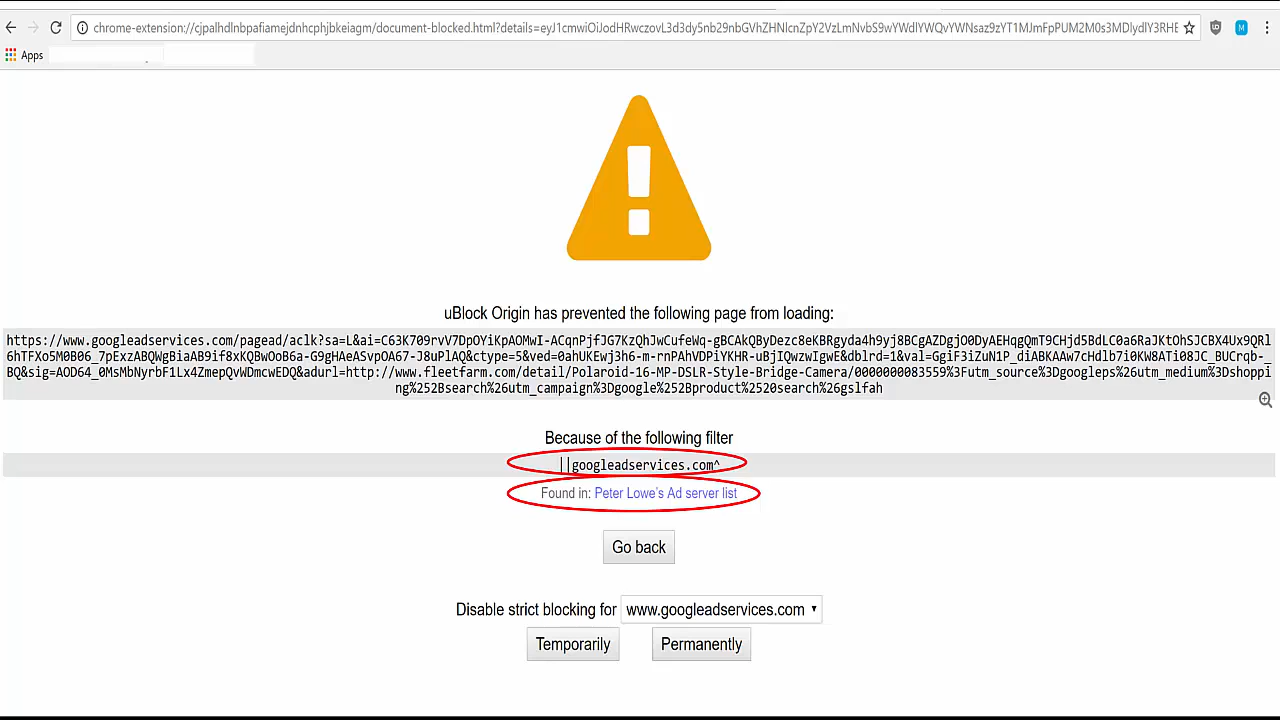 chrome-extension://cjpalhdlnbpafiamejdnhcphjbkeiagm/document-blocked.html?details=eyJ1cmwiOiJodHRwczovL3d3dy5nb29nbGVhZHNlcnZpY2VzLmNvbS9wYWdlYWQvYWNsaz9zYT1MJmFpPUM2M0s3MDlydlY3RHE
Apps
uBlock Origin has prevented the following page from loading:
https://www.googleadservices.com/pagead/aclk?sa=L&ai=C63K709rvV7DpOYiKpAOMwI-ACqnPjfJG7KzQhJwCufeWq-gBCAkQByDezc8eKBRgyda4h9yj8BCgAZDgjO0DyAEHqgQmT9CHjd5BdLC0a6RaJKtOhSJCBX4Ux9QRl
6hTFXo5M0B06_7pExzABQWgBiaAB9if8xKQBwOoB6a-G9gHAeASvpOA67-J8uPlAQ&ctype=5&ved=0ahUKEwj3h6-m-rnPAhVDPiYKHR-uBjIQwzwIgwE&dblrd=1&val=GgiF3iZuN1P_diABKAAw7cHdlb7i0KW8ATi08JC_BUCrqb-_
BQ&sig=AOD64_0MsMbNyrbF1Lx4ZmepQvWDmcwEDQ&adurl=http://www.fleetfarm.com/detail/Polaroid-16-MP-DSLR-Style-Bridge-Camera/0000000083559%3Futm_source%3Dgoogleps%26utm_medium%3Dshoppi
ng%252Bsearch%26utm_campaign%3Dgoogle%252Bproduct%2520search%26gslfah
Because of the following filter
||googleadservices.com^
Found in: Peter Lowe's Ad server list
Go back
Disable strict blocking for www.googleadservices.com
Temporarily Permanently